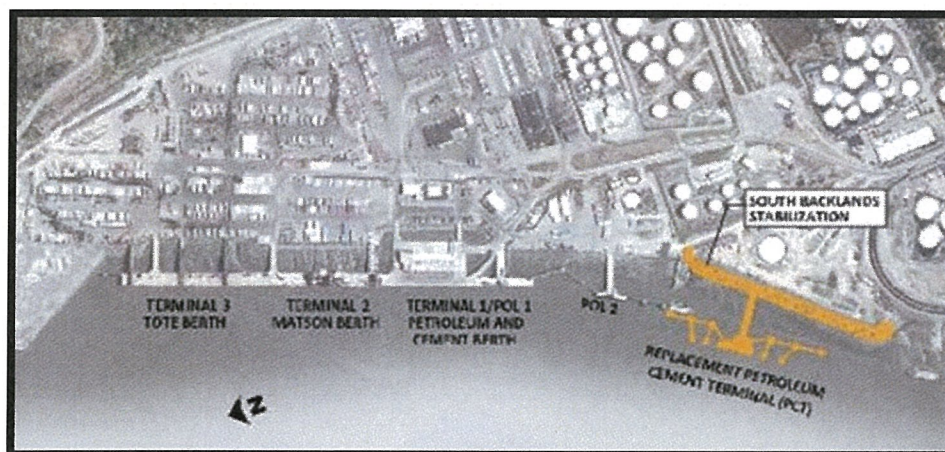 SOUTH BACKLANDS
STABILIZATION
TERMINAL 3
TOTE BERTH
TERMINAL 2
MATSON BERTH
TERMINAL 1/POL 1
PETROLEUM AND
CEMENT BERTH
POL 2
REPLACEMENT PETROLEUM
CEMENT TERMINAL (PCT)
N